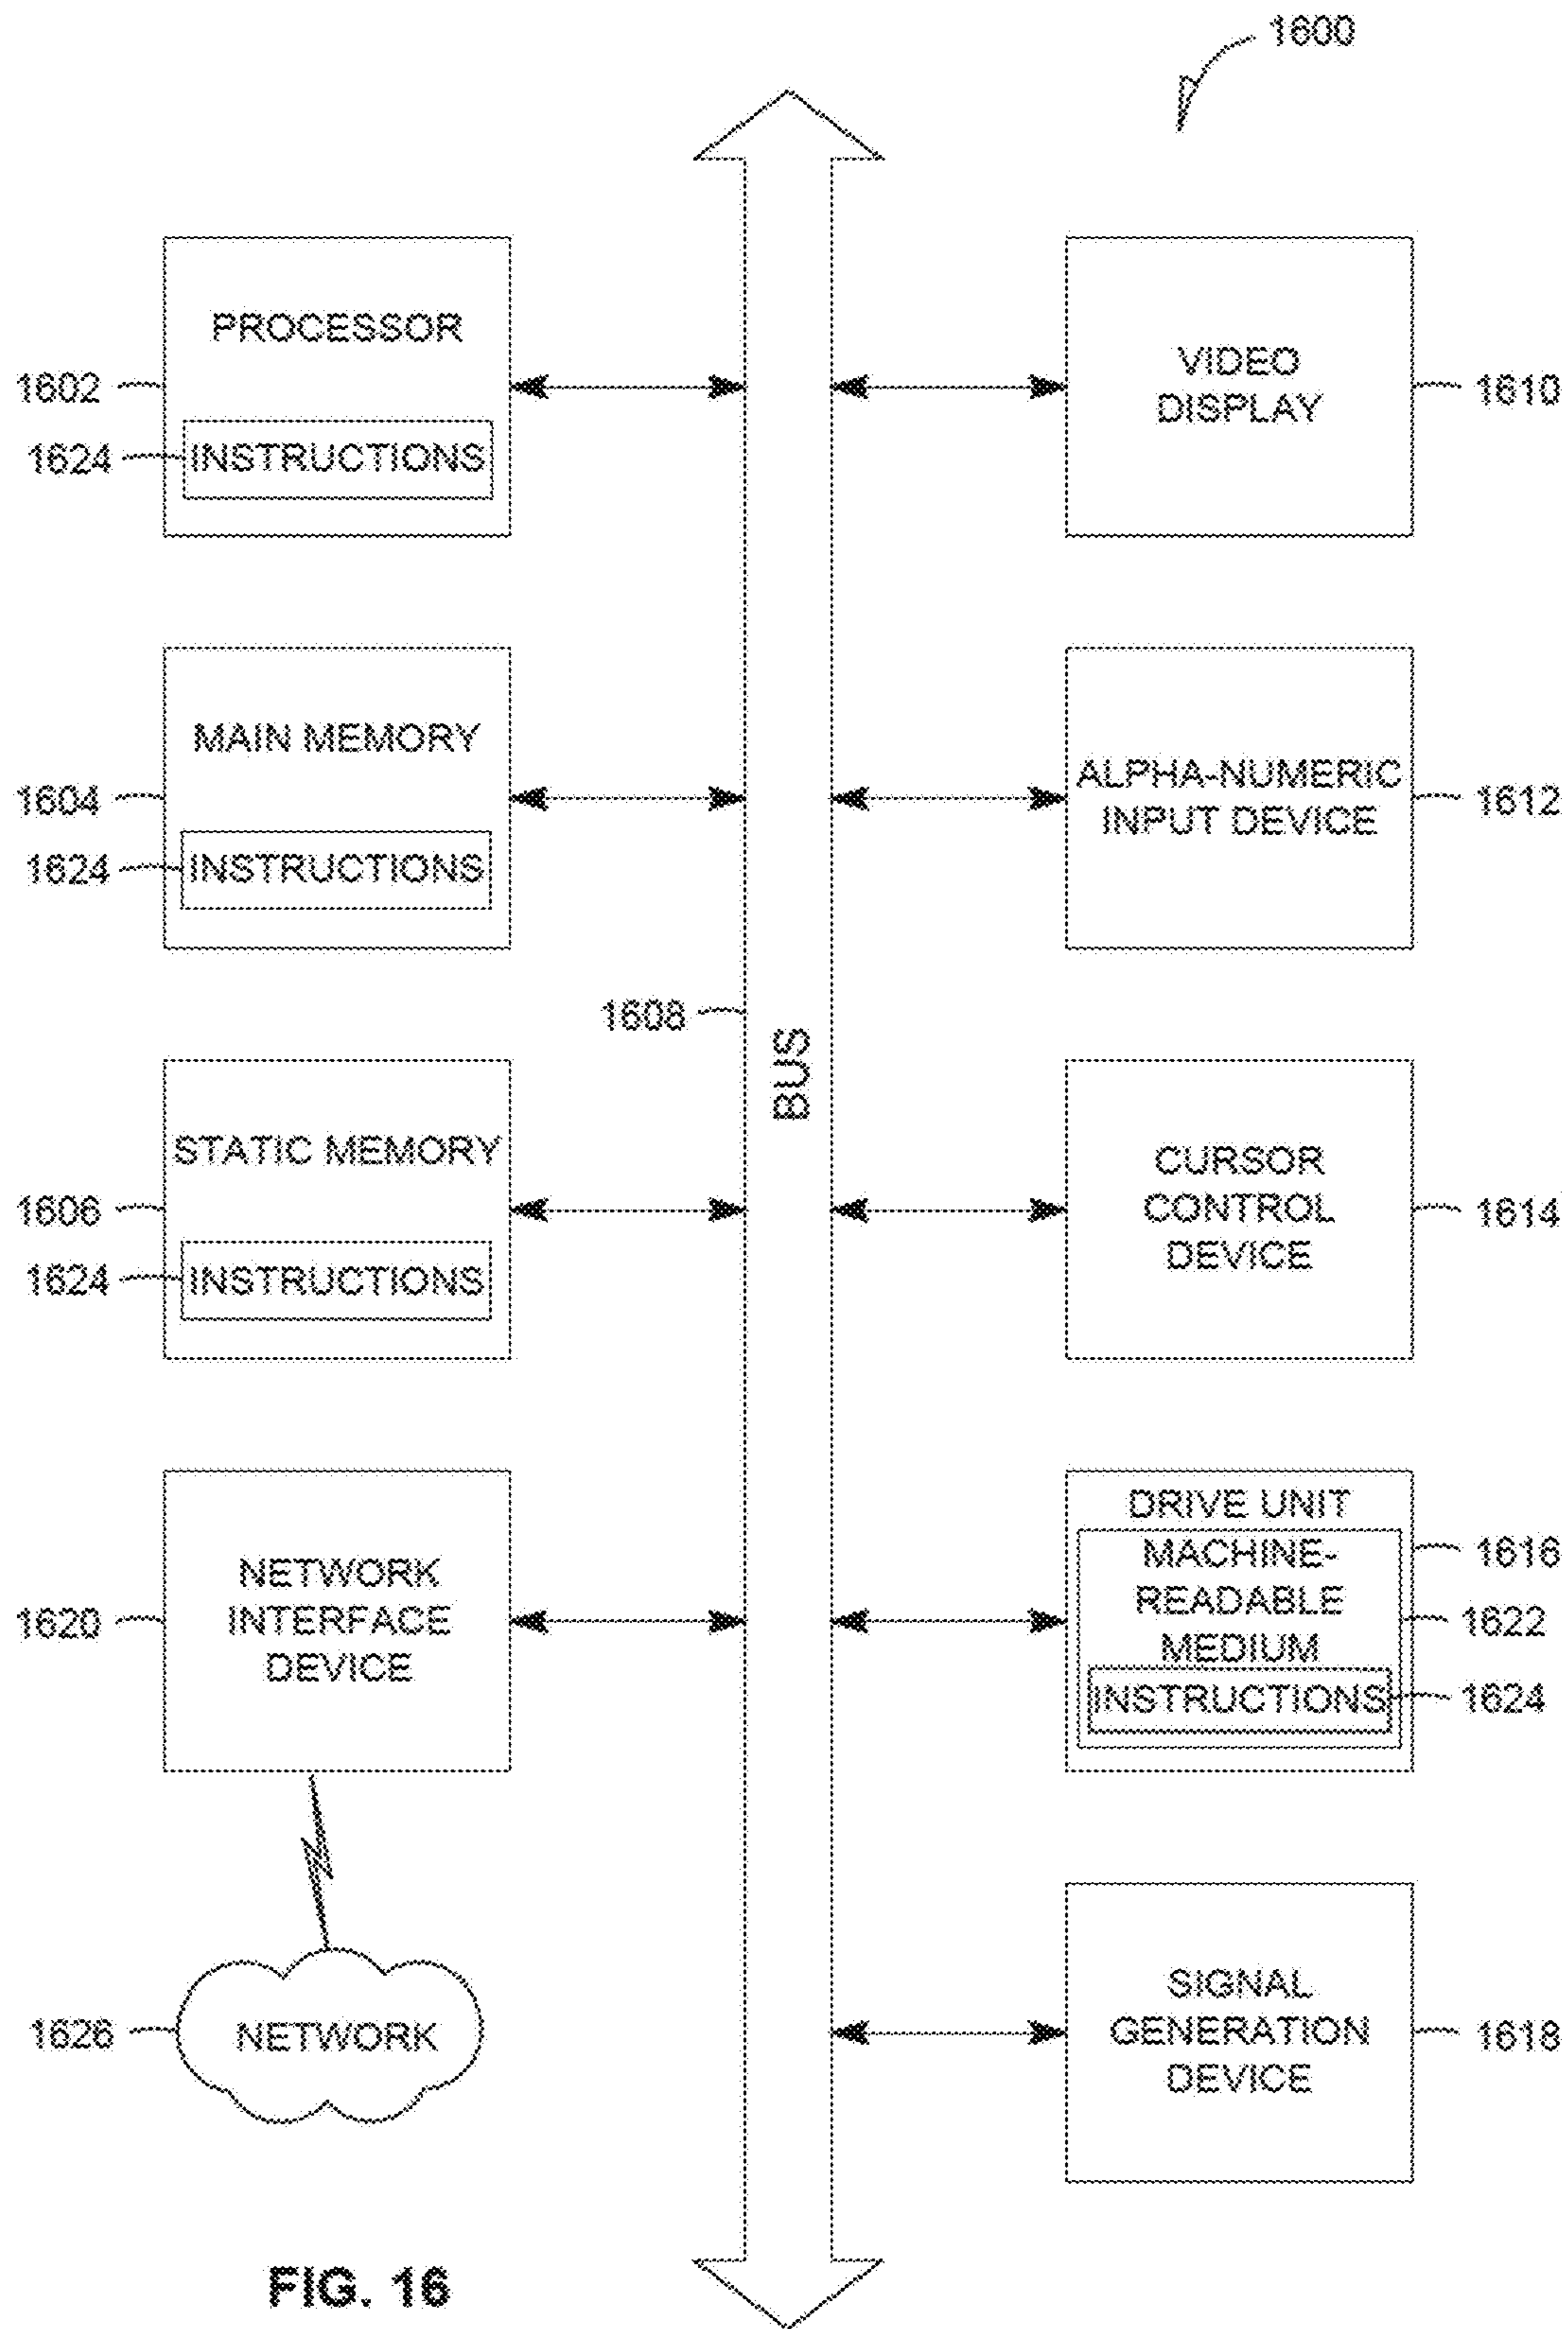 1600
PROCESSOR
1602
1624
INSTRUCTIONS
VIDEO
DISPLAY
1610
MAIN MEMORY
1604
1624
INSTRUCTIONS
ALPHA-NUMERIC
INPUT DEVICE
1612
1608
BUS
STATIC MEMORY
1606
1624
INSTRUCTIONS
CURSOR
CONTROL
DEVICE
1614
NETWORK
INTERFACE
DEVICE
1620
DRIVE UNIT
1616
MACHINE-
READABLE
MEDIUM
1622
INSTRUCTIONS
1624
1626
NETWORK
SIGNAL
GENERATION
DEVICE
1618
FIG. 16